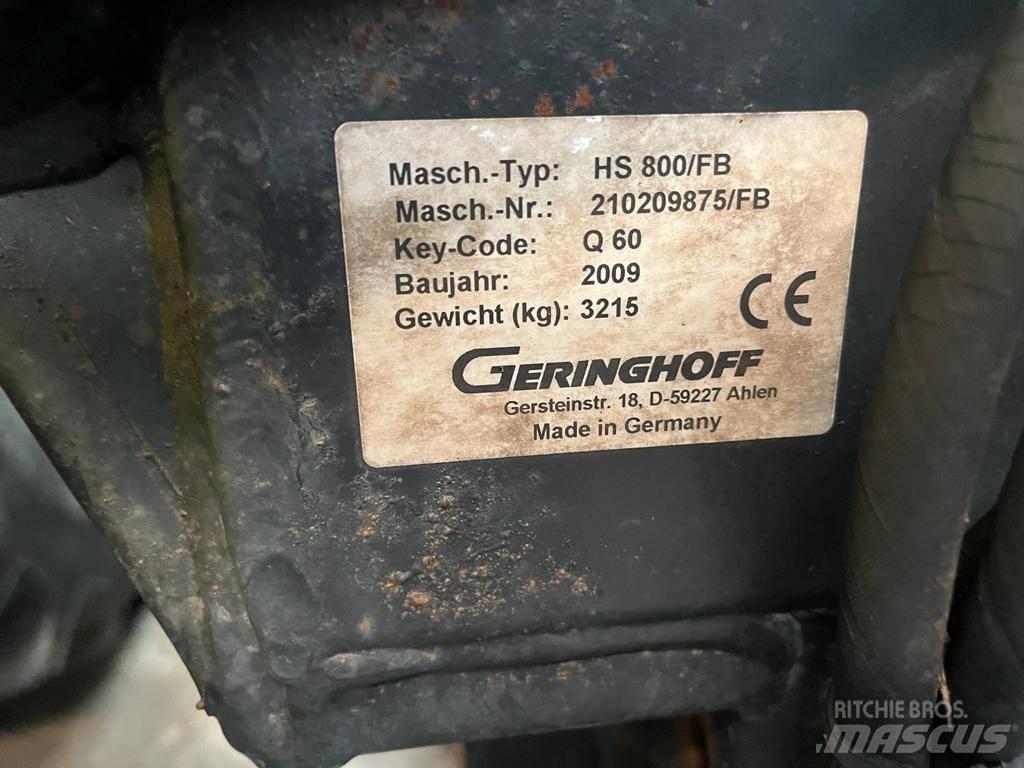 Masch.-Typ: HS 800/FB
Masch.-Nr.: 210209875/FB
Key-Code: Q 60
Baujahr: 2009
Gewicht (kg): 3215
CE
GERINGHOFF
Gersteinstr. 18, D-59227 Ahlen
Made in Germany
RITCHIE BROS.
MASCUS